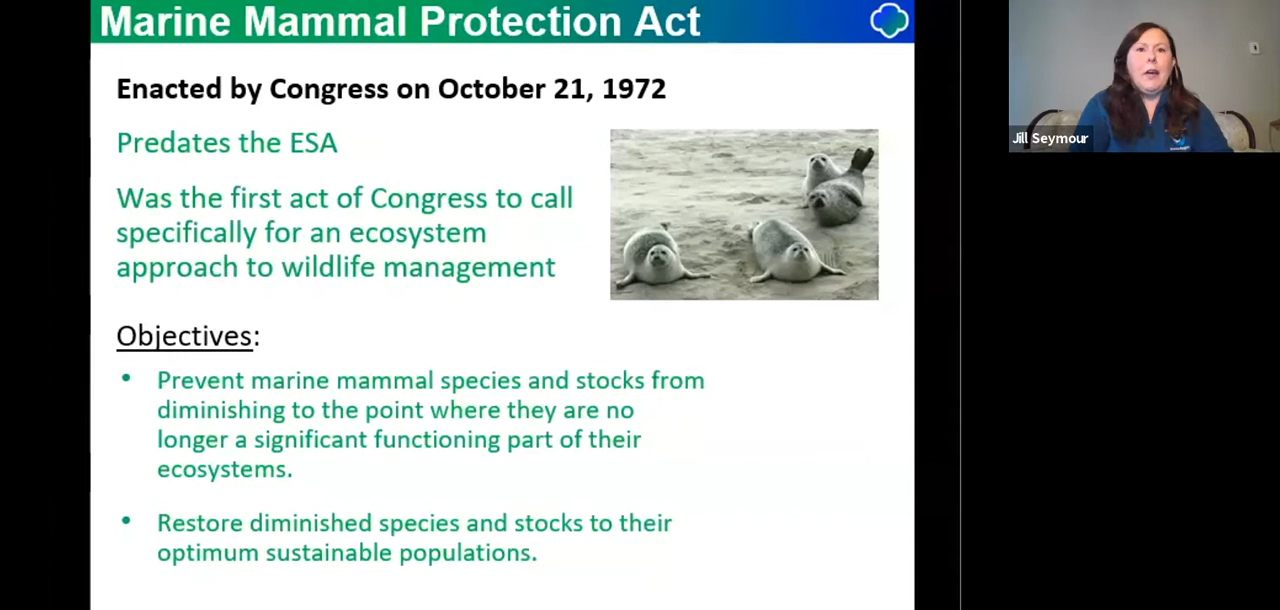 Marine Mammal Protection Act
Enacted by Congress on October 21, 1972
Predates the ESA
Was the first act of Congress to call
specifically for an ecosystem
approach to wildlife management
Objectives:
• Prevent marine mammal species and stocks from
diminishing to the point where they are no
longer a significant functioning part of their
ecosystems.
• Restore diminished species and stocks to their
optimum sustainable populations.
Jill Seymour